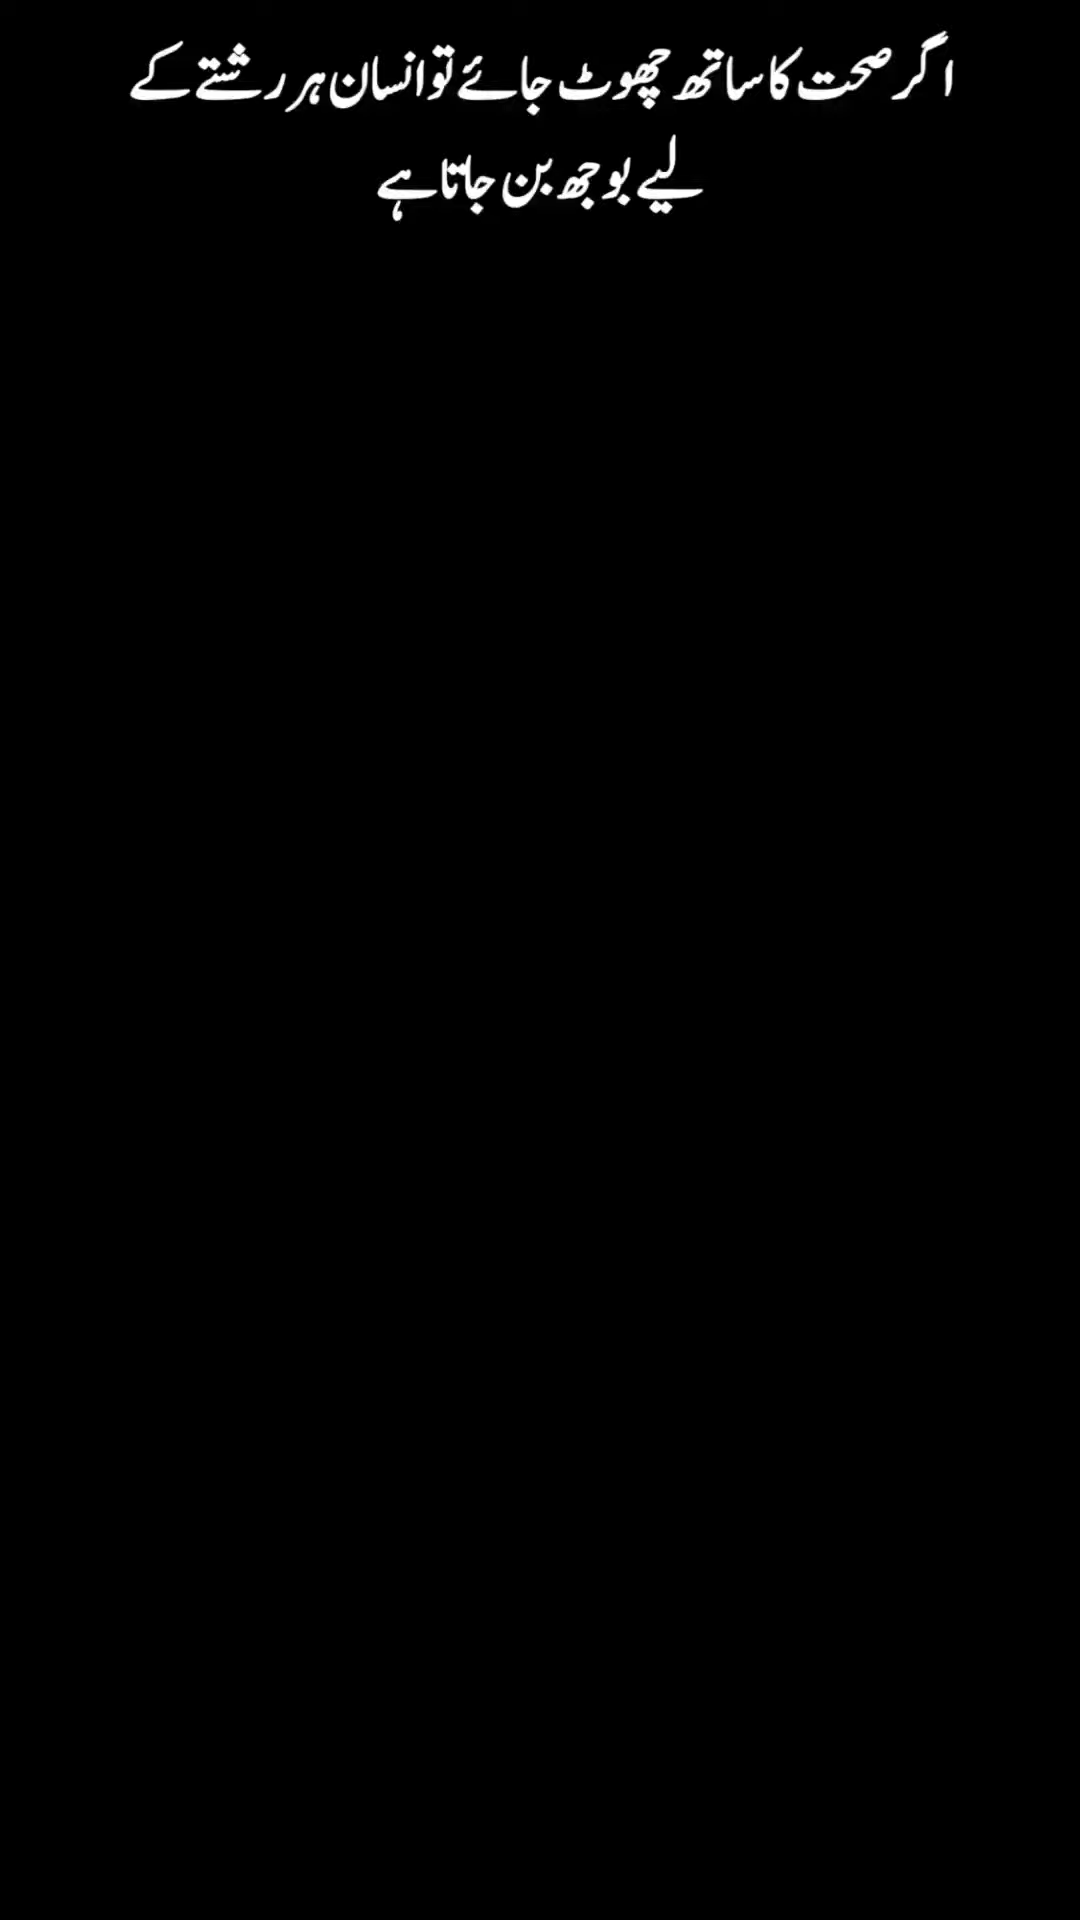 اگر صحت کا ساتھ چھوٹ جائے تو انسان ہر رشتے کے
لیے بوجھ بن جاتا ہے